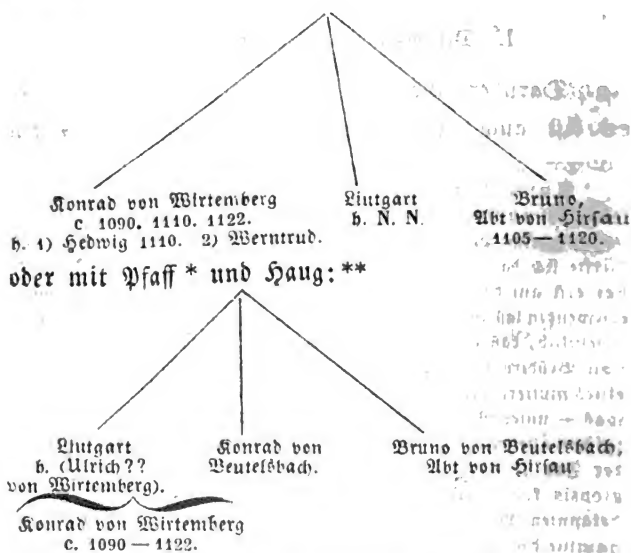 Konrad von Wirtemberg
c. 1090. 1110. 1122.
h. 1) Hedwig 1110. 2) Werntrud.
Liutgart
h. N. N.
Bruno,
Abt von Hirsau
1105 — 1120.
oder mit Pfaff * und Haug: **
Liutgart
h. (Ulrich??
von Wirtemberg).
Konrad von
Beutelsbach.
Bruno von Beutelsbach,
Abt von Hirsau
Konrad von Wirtemberg
c. 1090 — 1122.